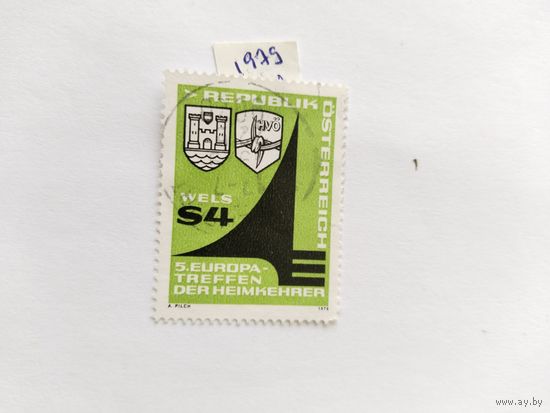 1979
REPUBLIK
ÖSTERREICH
HVÖ
WELS
S4
5. EUROPA-
TREFFEN
DER HEIMKEHRER
A. PILCH
1979
www.ay.by